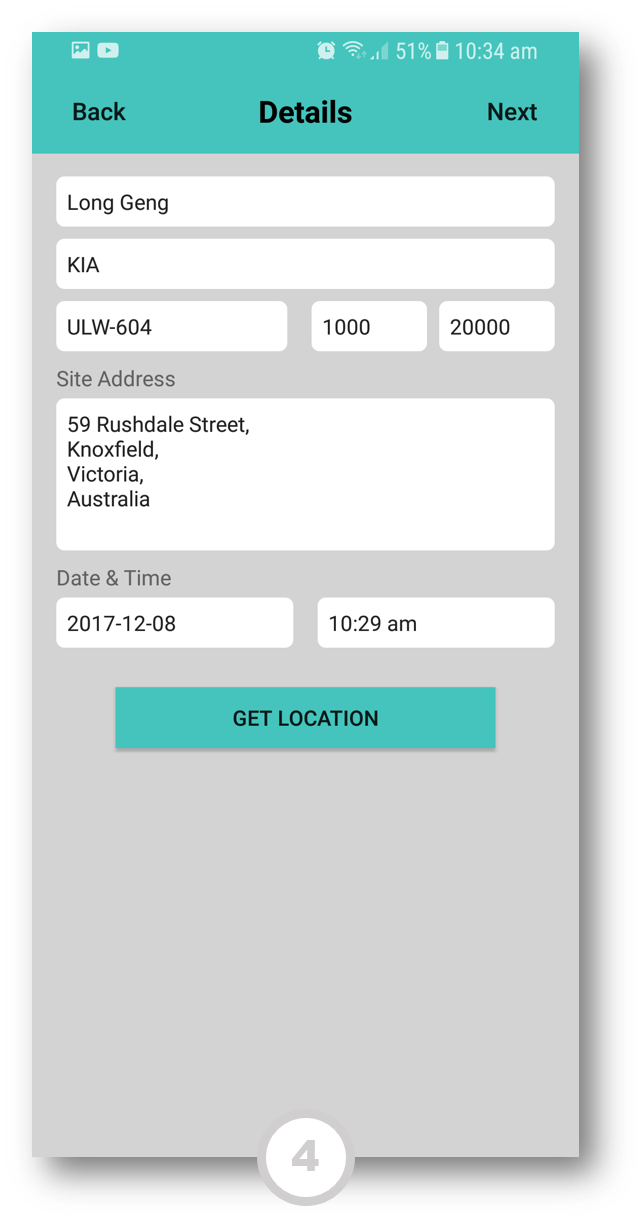 51% 10:34 am
Back Details Next
Long Geng
KIA
ULW-604 1000 20000
Site Address
59 Rushdale Street,
Knoxfield,
Victoria,
Australia
Date & Time
2017-12-08 10:29 am
GET LOCATION
4